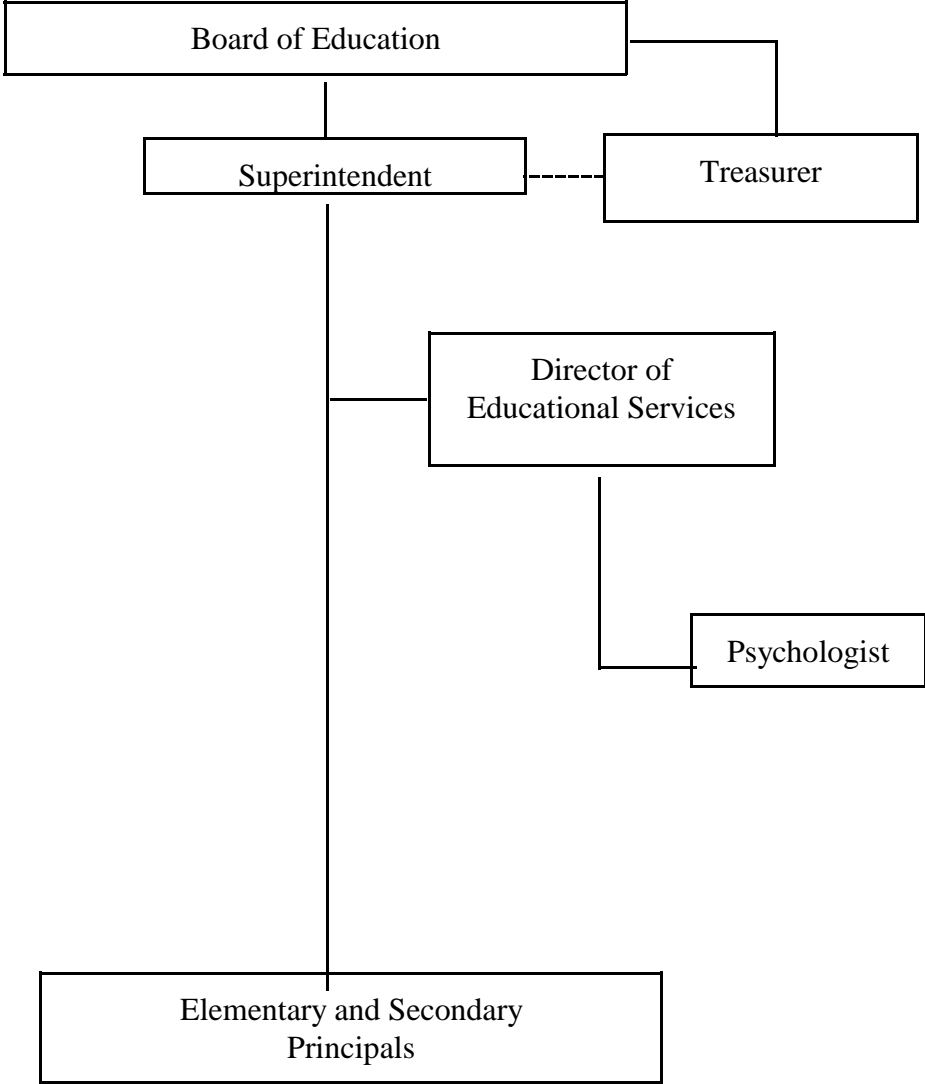 Board of Education
Superintendent
Treasurer
Director of
Educational Services
Psychologist
Elementary and Secondary
Principals